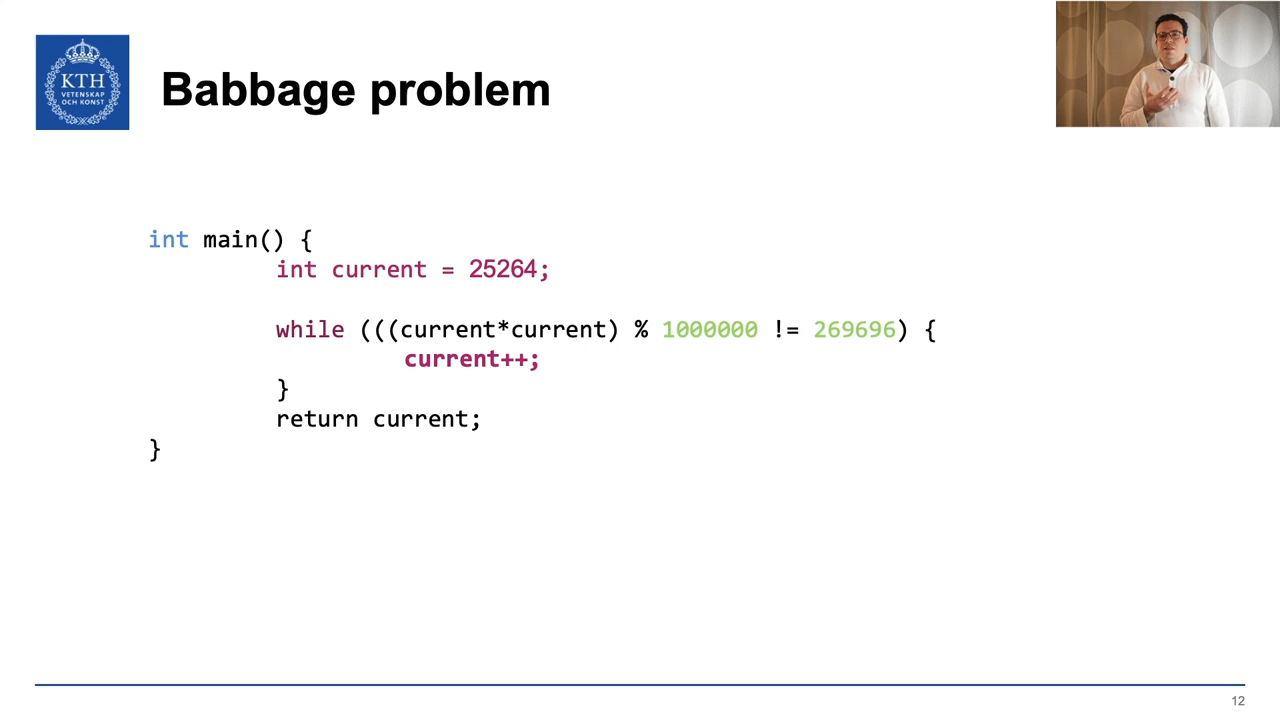 KTH
VETENSKAP
OCH KONST
Babbage problem
int main() {
int current = 25264;
while (((current*current) % 1000000 != 269696) {
current++;
}
return current;
}
12